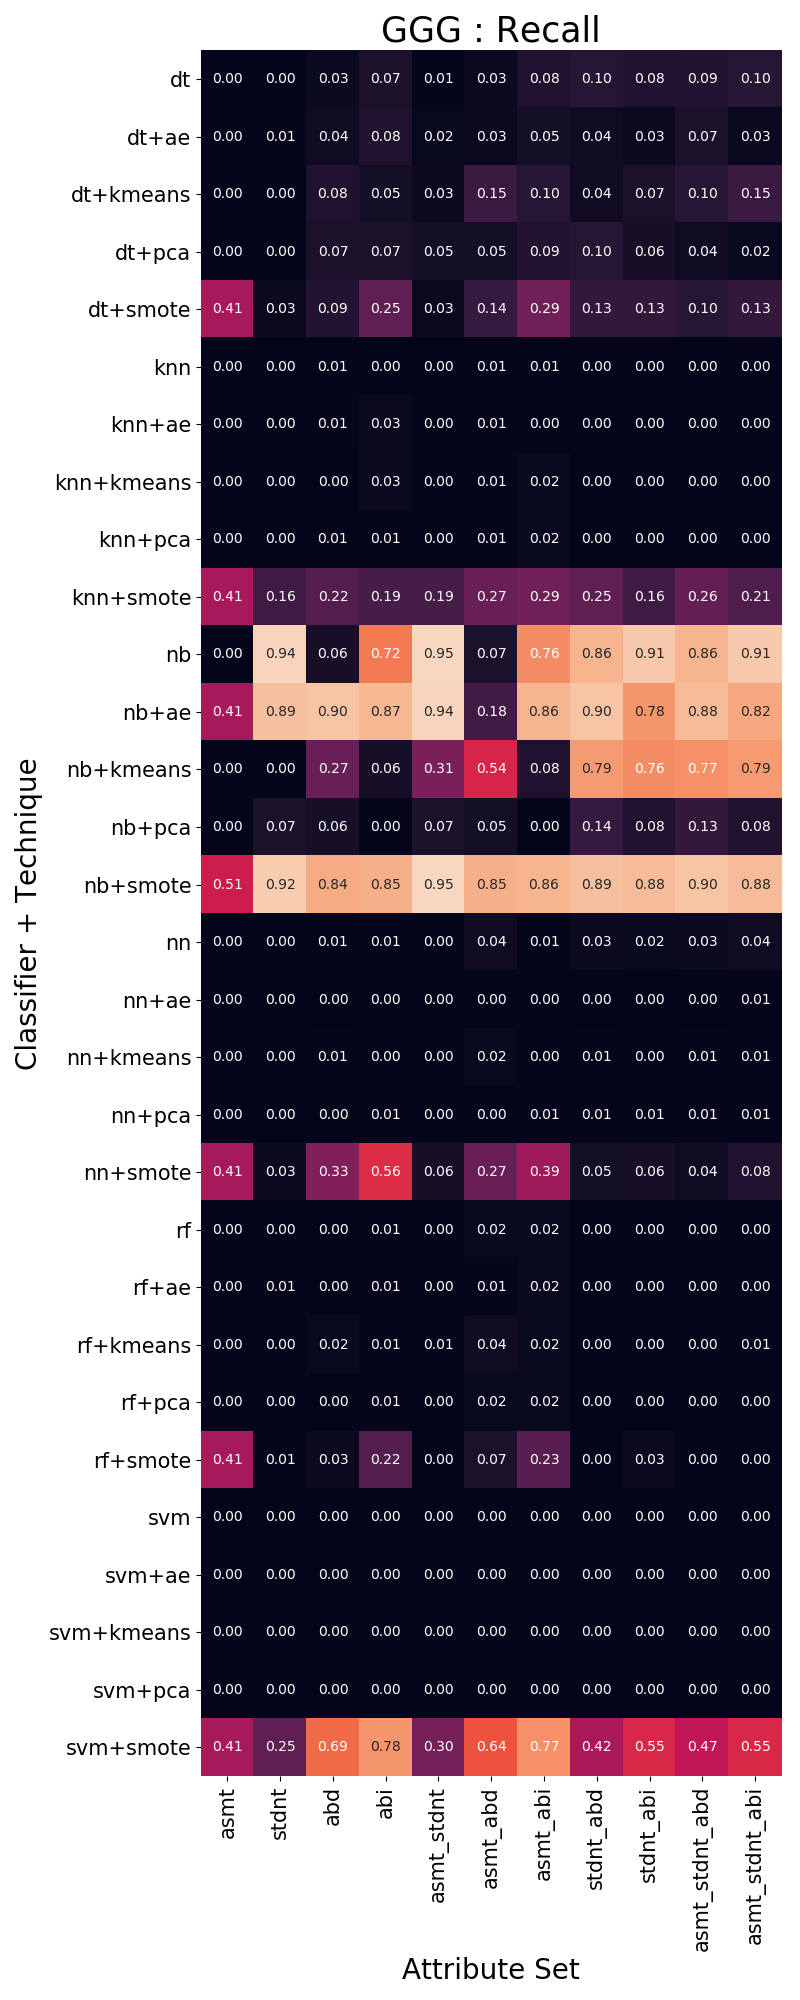 GGG : Recall
dt 0.00 0.00 0.03 0.07 0.01 0.03 0.08 0.10 0.08 0.09 0.10
dt+ae 0.00 0.01 0.04 0.08 0.02 0.03 0.05 0.04 0.03 0.07 0.03
dt+kmeans 0.00 0.00 0.08 0.05 0.03 0.15 0.10 0.04 0.07 0.10 0.15
dt+pca 0.00 0.00 0.07 0.07 0.05 0.05 0.09 0.10 0.06 0.04 0.02
dt+smote 0.41 0.03 0.09 0.25 0.03 0.14 0.29 0.13 0.13 0.10 0.13
knn 0.00 0.00 0.01 0.00 0.00 0.01 0.01 0.00 0.00 0.00 0.00
knn+ae 0.00 0.00 0.01 0.03 0.00 0.01 0.00 0.00 0.00 0.00 0.00
knn+kmeans 0.00 0.00 0.00 0.03 0.00 0.01 0.02 0.00 0.00 0.00 0.00
knn+pca 0.00 0.00 0.01 0.01 0.00 0.01 0.02 0.00 0.00 0.00 0.00
knn+smote 0.41 0.16 0.22 0.19 0.19 0.27 0.29 0.25 0.16 0.26 0.21
nb 0.00 0.94 0.06 0.72 0.95 0.07 0.76 0.86 0.91 0.86 0.91
nb+ae 0.41 0.89 0.90 0.87 0.94 0.18 0.86 0.90 0.78 0.88 0.82
nb+kmeans 0.00 0.00 0.27 0.06 0.31 0.54 0.08 0.79 0.76 0.77 0.79
nb+pca 0.00 0.07 0.06 0.00 0.07 0.05 0.00 0.14 0.08 0.13 0.08
nb+smote 0.51 0.92 0.84 0.85 0.95 0.85 0.86 0.89 0.88 0.90 0.88
nn 0.00 0.00 0.01 0.01 0.00 0.04 0.01 0.03 0.02 0.03 0.04
nn+ae 0.00 0.00 0.00 0.00 0.00 0.00 0.00 0.00 0.00 0.00 0.01
nn+kmeans 0.00 0.00 0.01 0.00 0.00 0.02 0.00 0.01 0.00 0.01 0.01
nn+pca 0.00 0.00 0.00 0.01 0.00 0.00 0.01 0.01 0.01 0.01 0.01
nn+smote 0.41 0.03 0.33 0.56 0.06 0.27 0.39 0.05 0.06 0.04 0.08
rf 0.00 0.00 0.00 0.01 0.00 0.02 0.02 0.00 0.00 0.00 0.00
rf+ae 0.00 0.01 0.00 0.01 0.00 0.01 0.02 0.00 0.00 0.00 0.00
rf+kmeans 0.00 0.00 0.02 0.01 0.01 0.04 0.02 0.00 0.00 0.00 0.01
rf+pca 0.00 0.00 0.00 0.01 0.00 0.02 0.02 0.00 0.00 0.00 0.00
rf+smote 0.41 0.01 0.03 0.22 0.00 0.07 0.23 0.00 0.03 0.00 0.00
svm 0.00 0.00 0.00 0.00 0.00 0.00 0.00 0.00 0.00 0.00 0.00
svm+ae 0.00 0.00 0.00 0.00 0.00 0.00 0.00 0.00 0.00 0.00 0.00
svm+kmeans 0.00 0.00 0.00 0.00 0.00 0.00 0.00 0.00 0.00 0.00 0.00
svm+pca 0.00 0.00 0.00 0.00 0.00 0.00 0.00 0.00 0.00 0.00 0.00
svm+smote 0.41 0.25 0.69 0.78 0.30 0.64 0.77 0.42 0.55 0.47 0.55
Classifier + Technique
asmt
stdnt
abd
abi
asmt_stdnt
asmt_abd
asmt_abi
stdnt_abd
stdnt_abi
asmt_stdnt_abd
asmt_stdnt_abi
Attribute Set